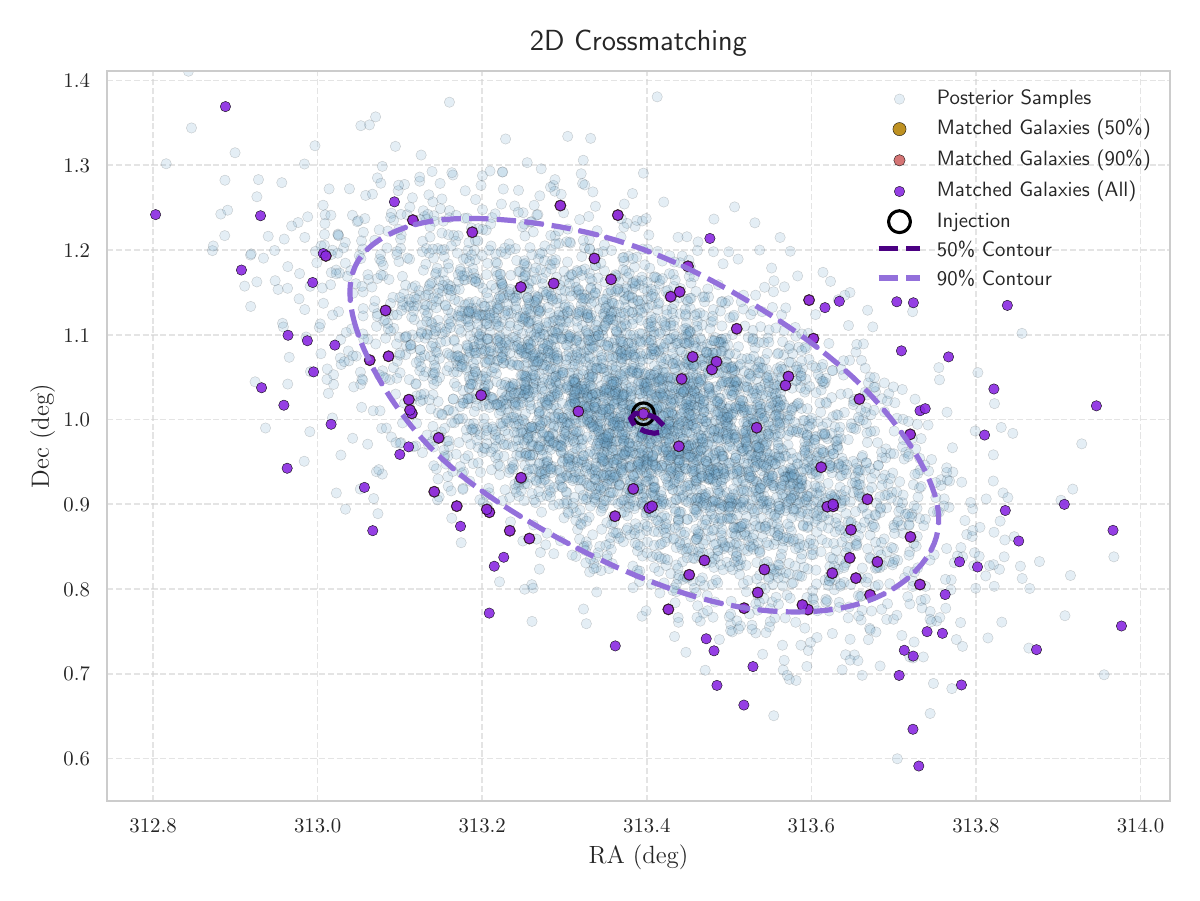 2D Crossmatching
1.4
1.3
1.2
1.1
1.0
0.9
0.8
0.7
0.6
Dec (deg)
Posterior Samples
Matched Galaxies (50%)
Matched Galaxies (90%)
Matched Galaxies (All)
Injection
50% Contour
90% Contour
312.8 313.0 313.2 313.4 313.6 313.8 314.0
RA (deg)